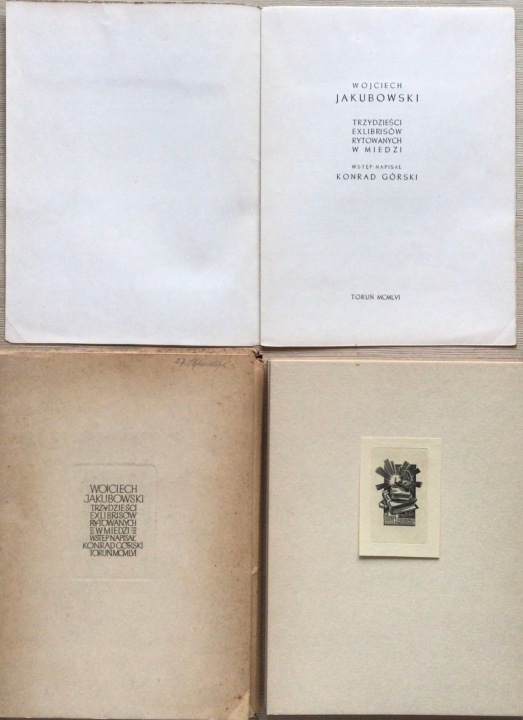 WOJCIECH
JAKUBOWSKI
TRZYDZIEŚCI
EXLIBRISÓW
RYTOWANYCH
W MIEDZI
WSTĘP NAPISAŁ
KONRAD GÓRSKI
TORUŃ MCMLVI
WOJCIECH
JAKUBOWSKI
TRZYDZIEŚCI
EXLIBRISÓW
RYTOWANYCH
W MIEDZI
WSTĘP NAPISAŁ
KONRAD GÓRSKI
TORUŃ MCMLVI